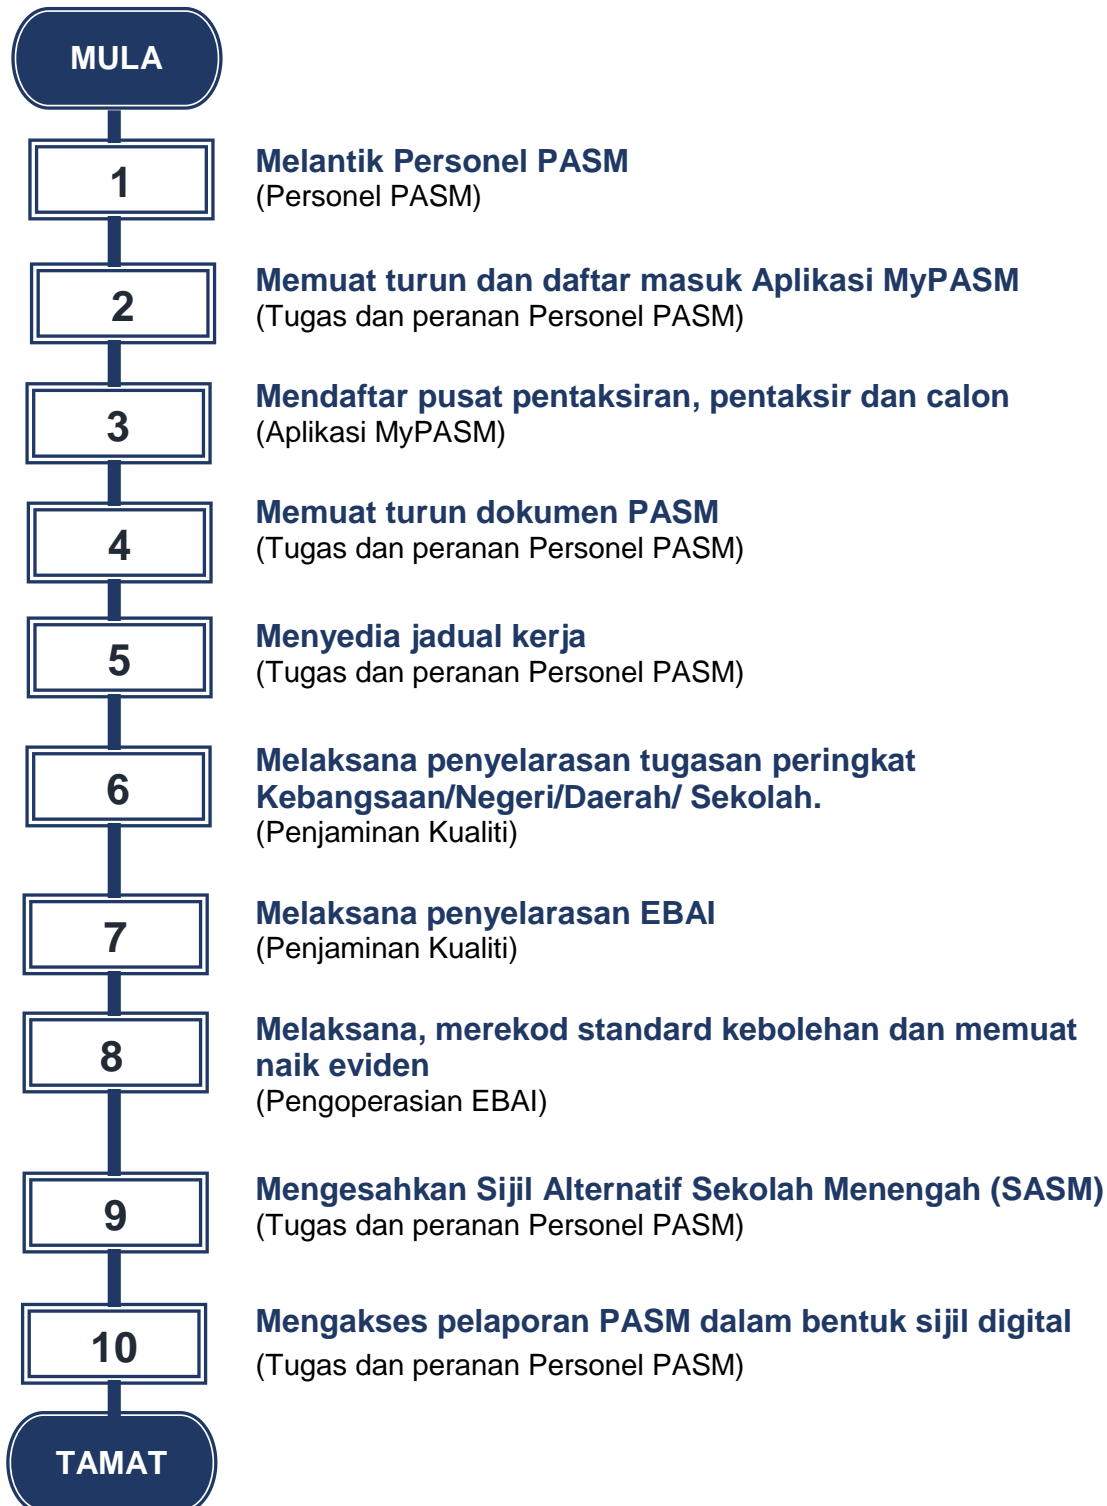 MULA
1
Melantik Personel PASM
(Personel PASM)
2
Memuat turun dan daftar masuk Aplikasi MyPASM
(Tugas dan peranan Personel PASM)
3
Mendaftar pusat pentaksiran, pentaksir dan calon
(Aplikasi MyPASM)
4
Memuat turun dokumen PASM
(Tugas dan peranan Personel PASM)
5
Menyedia jadual kerja
(Tugas dan peranan Personel PASM)
6
Melaksana penyelarasan tugasan peringkat
Kebangsaan/Negeri/Daerah/ Sekolah.
(Penjaminan Kualiti)
7
Melaksana penyelarasan EBAI
(Penjaminan Kualiti)
8
Melaksana, merekod standard kebolehan dan memuat
naik eviden
(Pengoperasian EBAI)
9
Mengesahkan Sijil Alternatif Sekolah Menengah (SASM)
(Tugas dan peranan Personel PASM)
10
Mengakses pelaporan PASM dalam bentuk sijil digital
(Tugas dan peranan Personel PASM)
TAMAT